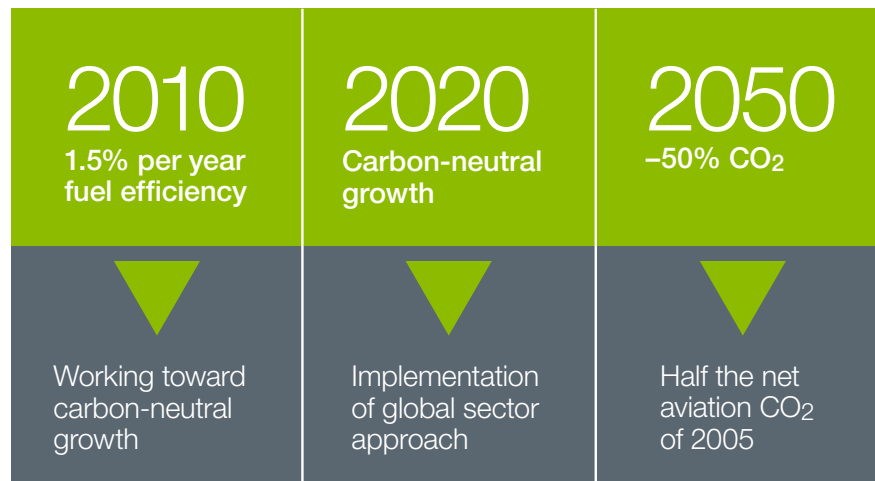 2010
1.5% per year
fuel efficiency
Working toward
carbon-neutral
growth
2020
Carbon-neutral
growth
Implementation
of global sector
approach
2050
–50% CO₂
Half the net
aviation CO₂
of 2005